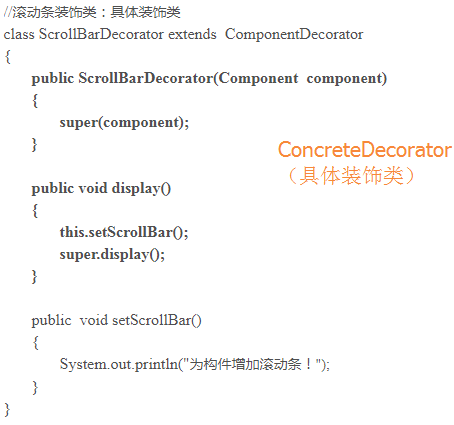 //滚动条装饰类：具体装饰类
class ScrollBarDecorator extends  ComponentDecorator
{
public ScrollBarDecorator(Component  component)
{
super(component);
}
ConcreteDecorator
（具体装饰类）
public void display()
{
this.setScrollBar();
super.display();
}
public  void setScrollBar()
{
System.out.println("为构件增加滚动条！");
}
}